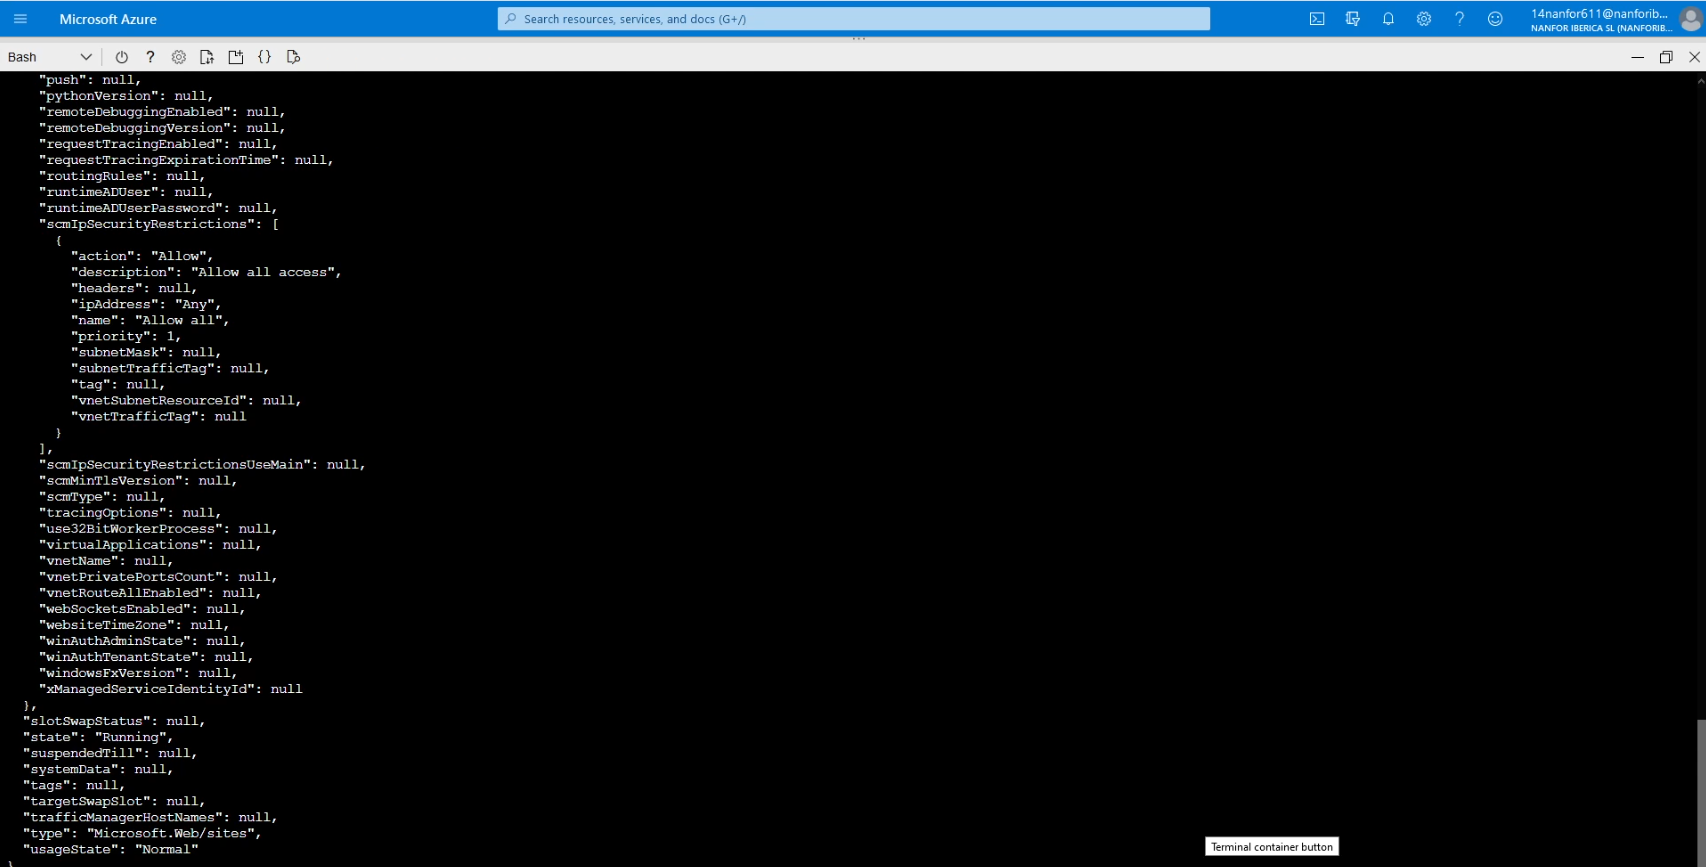 Microsoft Azure
Search resources, services, and docs (G+/)
14nanfor611@nanforib...
NANFOR IBERICA SL (NANFORIB...
Bash
"push": null,
"pythonVersion": null,
"remoteDebuggingEnabled": null,
"remoteDebuggingVersion": null,
"requestTracingEnabled": null,
"requestTracingExpirationTime": null,
"routingRules": null,
"runtimeADUser": null,
"runtimeADUserPassword": null,
"scmIpSecurityRestrictions": [
{
"action": "Allow",
"description": "Allow all access",
"headers": null,
"ipAddress": "Any",
"name": "Allow all",
"priority": 1,
"subnetMask": null,
"subnetTrafficTag": null,
"tag": null,
"vnetSubnetResourceId": null,
"vnetTrafficTag": null
}
],
"scmIpSecurityRestrictionsUseMain": null,
"scmMinTlsVersion": null,
"scmType": null,
"tracingOptions": null,
"use32BitWorkerProcess": null,
"virtualApplications": null,
"vnetName": null,
"vnetPrivatePortsCount": null,
"vnetRouteAllEnabled": null,
"webSocketsEnabled": null,
"websiteTimeZone": null,
"winAuthAdminState": null,
"winAuthTenantState": null,
"windowsFxVersion": null,
"xManagedServiceIdentityId": null
},
"slotSwapStatus": null,
"state": "Running",
"suspendedTill": null,
"systemData": null,
"tags": null,
"targetSwapSlot": null,
"trafficManagerHostNames": null,
"type": "Microsoft.Web/sites",
"usageState": "Normal"
}
Terminal container button